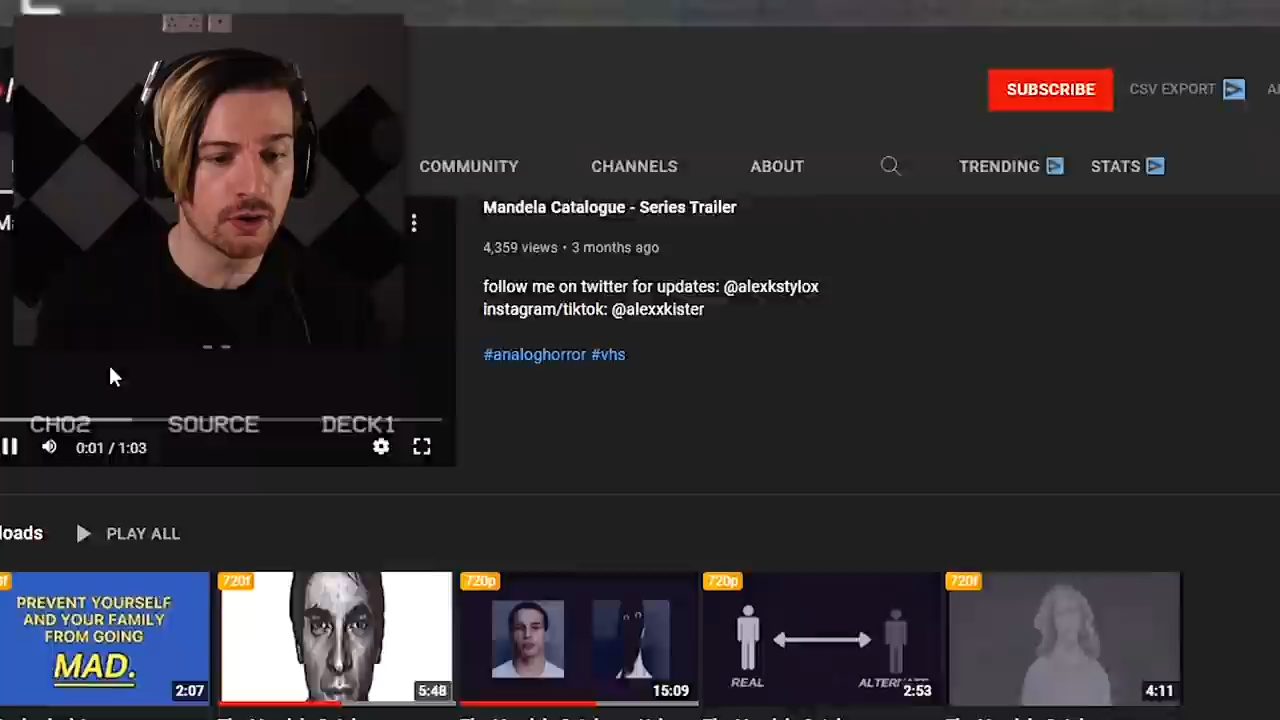 SUBSCRIBE
CSV EXPORT
COMMUNITY
CHANNELS
ABOUT
TRENDING
STATS
Mandela Catalogue - Series Trailer
4,359 views • 3 months ago
follow me on twitter for updates: @alexkstylox
instagram/tiktok: @alexxkister
#analoghorror #vhs
CH02 SOURCE DECK1
0:01 / 1:03
loads
PLAY ALL
PREVENT YOURSELF
AND YOUR FAMILY
FROM GOING
MAD.
2:07
720f
5:48
720p
15:09
720p
REAL
2:53
720f
4:11